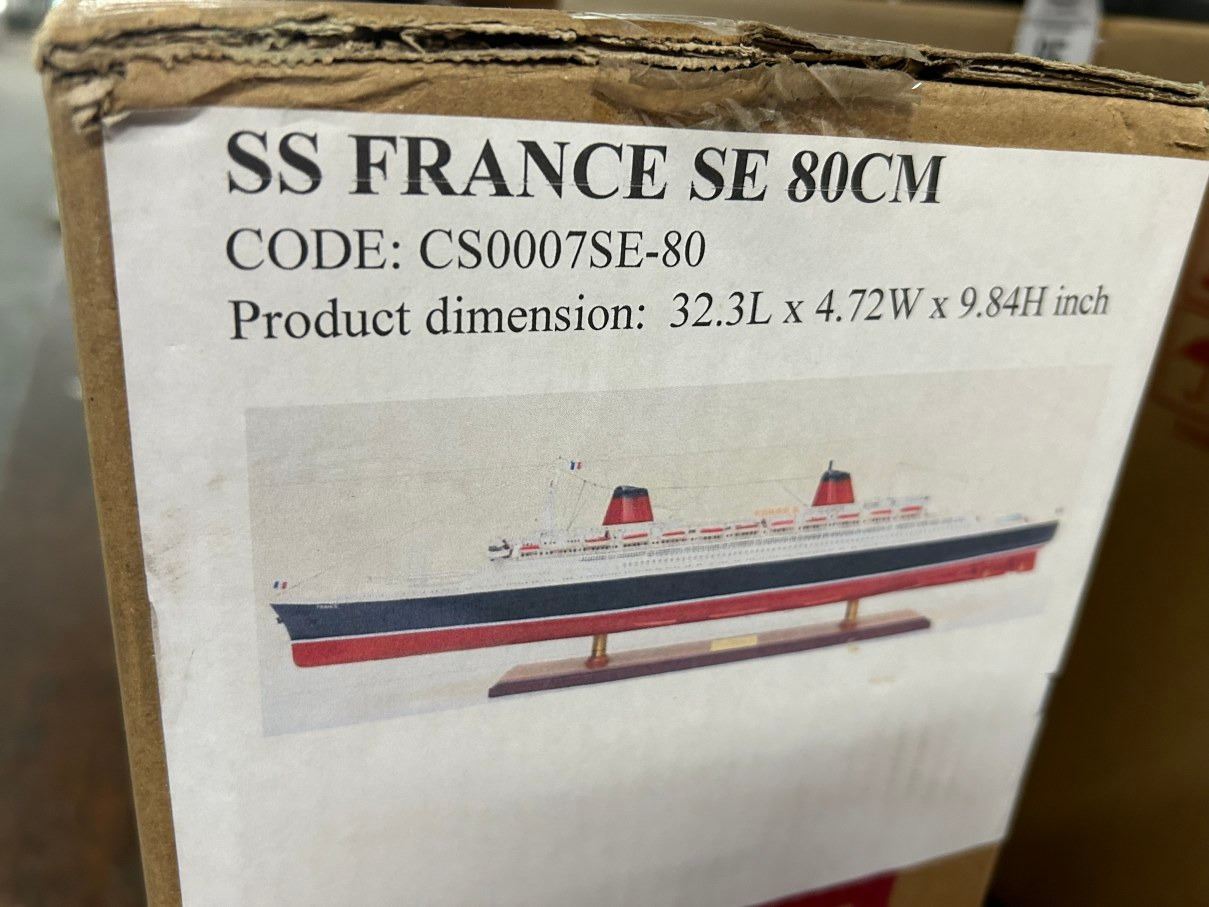 SS FRANCE SE 80CM
CODE: CS0007SE-80
Product dimension: 32.3L x 4.72W x 9.84H inch